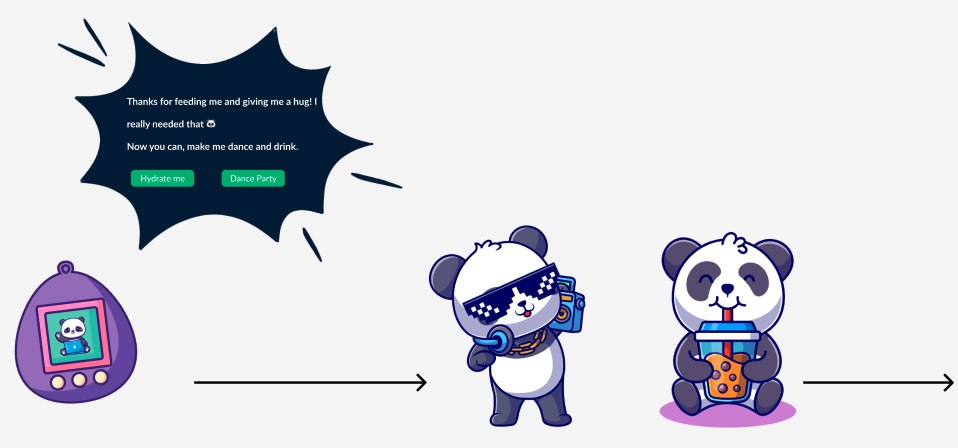 Thanks for feeding me and giving me a hug! I
really needed that 🐼
Now you can, make me dance and drink.
Hydrate me
Dance Party